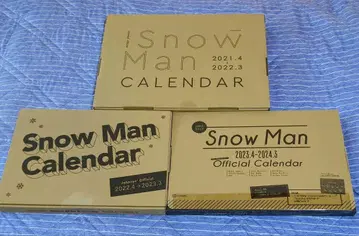 Snow
Man
2021.4
2022.3
CALENDAR
Snow Man
Calendar
2022.4 → 2023.3
Snow Man
2023.4-2024.3
Official Calendar